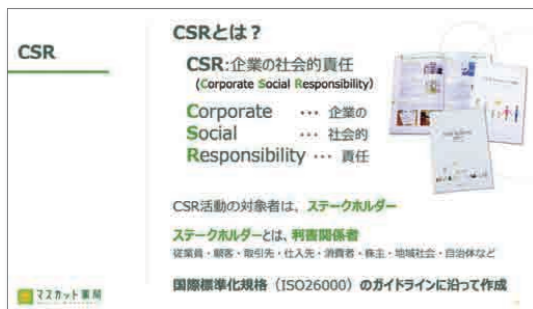 CSR
CSRとは？
CSR:企業の社会的責任
(Corporate Social Responsibility)
Corporate ・・・ 企業の
Social ・・・ 社会的
Responsibility ・・・ 責任
CSR活動の対象者は、ステークホルダー
ステークホルダーとは、利害関係者
従業員・顧客・取引先・仕入先・消費者・株主・地域社会・自治体など
国際標準化規格（ISO26000）のガイドラインに沿って作成
マスカット薬局